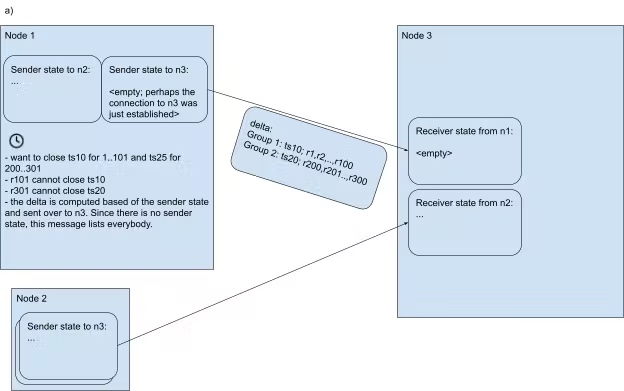 a)
Node 1
Sender state to n2:
...
Sender state to n3:
<empty; perhaps the
connection to n3 was
just established>
- want to close ts10 for 1..101 and ts25 for
200..301
- r101 cannot close ts10
- r301 cannot close ts20
- the delta is computed based of the sender state
and sent over to n3. Since there is no sender
state, this message lists everybody.
delta:
Group 1: ts10; r1,r2,..,r100
Group 2: ts20; r200,r201..,r300
Node 3
Receiver state from n1:
<empty>
Receiver state from n2:
...
Node 2
Sender state to n3:
...